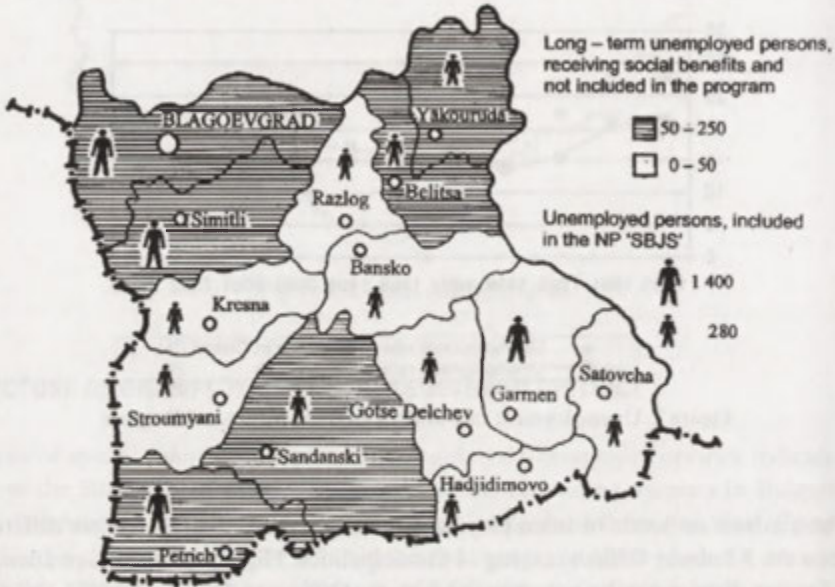 Long – term unemployed persons,
receiving social benefits and
not included in the program
50 – 250
0 – 50
Unemployed persons, included
in the NP 'SBJS'
1 400
280
BLAGOEVGRAD
Yakouruda
Belitsa
Razlog
Simitli
Bansko
Kresna
Satovcha
Garmen
Stroumyani
Gotse Delchev
Sandanski
Hadjidimovo
Petrich